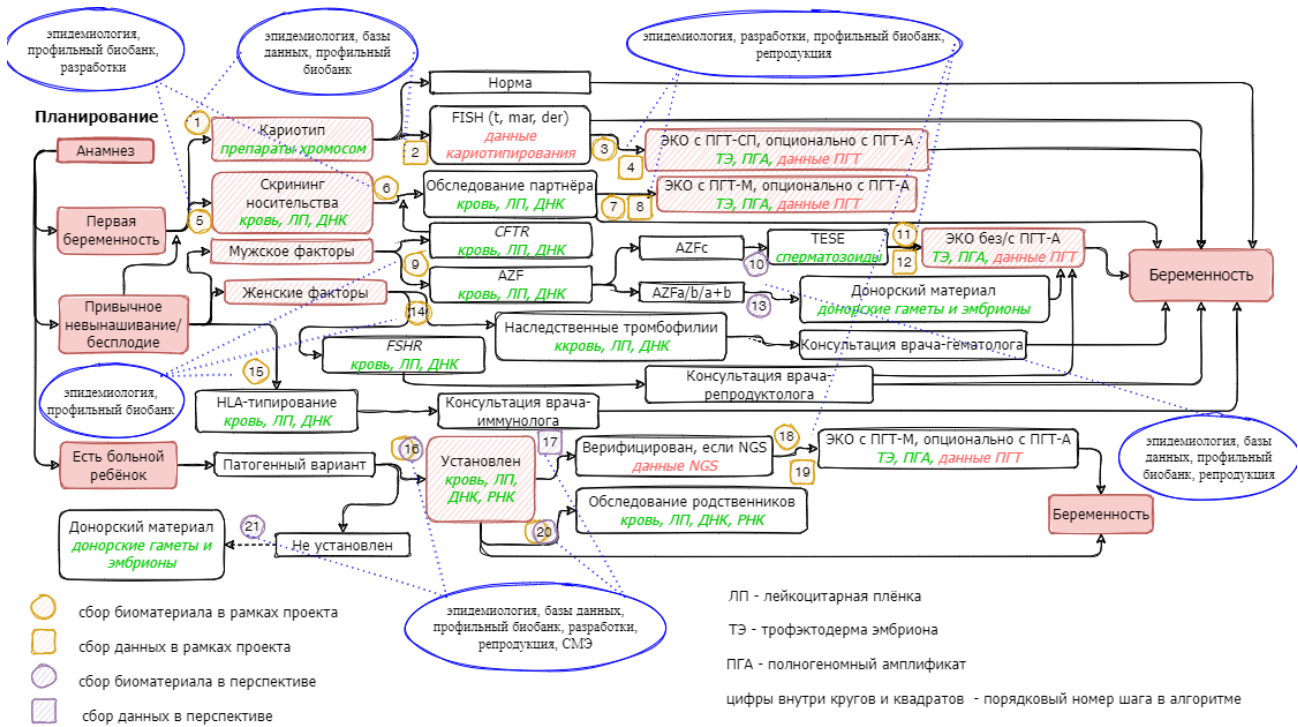 эпидемиология,
профильный биобанк,
разработки
эпидемиология, базы
данных, профильный
биобанк
эпидемиология, разработки, профильный биобанк,
репродукция
Планирование
Анамнез
Первая
беременность
Привычное
невынашивание/
бесплодие
Есть больной
ребёнок
1
Кариотип
препараты хромосом
5
Скрининг
носительства
кровь, ЛП, ДНК
Мужские факторы
Женские факторы
Норма
2
FISH (t, mar, der)
данные
кариотипирования
3
4
ЭКО с ПГТ-СП, опционально с ПГТ-А
ТЭ, ПГА, данные ПГТ
6
Обследование партнёра
кровь, ЛП, ДНК
7
8
ЭКО с ПГТ-М, опционально с ПГТ-А
ТЭ, ПГА, данные ПГТ
CFTR
кровь, ЛП, ДНК
9
AZF
кровь, ЛП, ДНК
AZFc
10
TESE
сперматозоиды
11
12
ЭКО без/с ПГТ-А
ТЭ, ПГА, данные ПГТ
Беременность
AZFa/b/a+b
13
Донорский материал
донорские гаметы и эмбрионы
14
Наследственные тромбофилии
ккровь, ЛП, ДНК
Консультация врача-гематолога
FSHR
кровь, ЛП, ДНК
Консультация врача-
репродуктолога
15
HLA-типирование
кровь, ЛП, ДНК
Консультация врача-
иммунолога
эпидемиология,
профильный биобанк
эпидемиология, базы
данных, профильный
биобанк, репродукция
Патогенный вариант
16
Установлен
кровь, ЛП,
ДНК, РНК
17
Верифицирован, если NGS
данные NGS
18
19
ЭКО с ПГТ-М, опционально с ПГТ-А
ТЭ, ПГА, данные ПГТ
20
Обследование родственников
кровь, ЛП, ДНК, РНК
Беременность
Донорский материал
донорские гаметы и
эмбрионы
21
Не установлен
эпидемиология, базы данных,
профильный биобанк, разработки,
репродукция, СМЭ
сбор биоматериала в рамках проекта
сбор данных в рамках проекта
сбор биоматериала в перспективе
сбор данных в перспективе
ЛП - лейкоцитарная плёнка
ТЭ - трофэктодерма эмбриона
ПГА - полногеномный амплификат
цифры внутри кругов и квадратов - порядковый номер шага в алгоритме